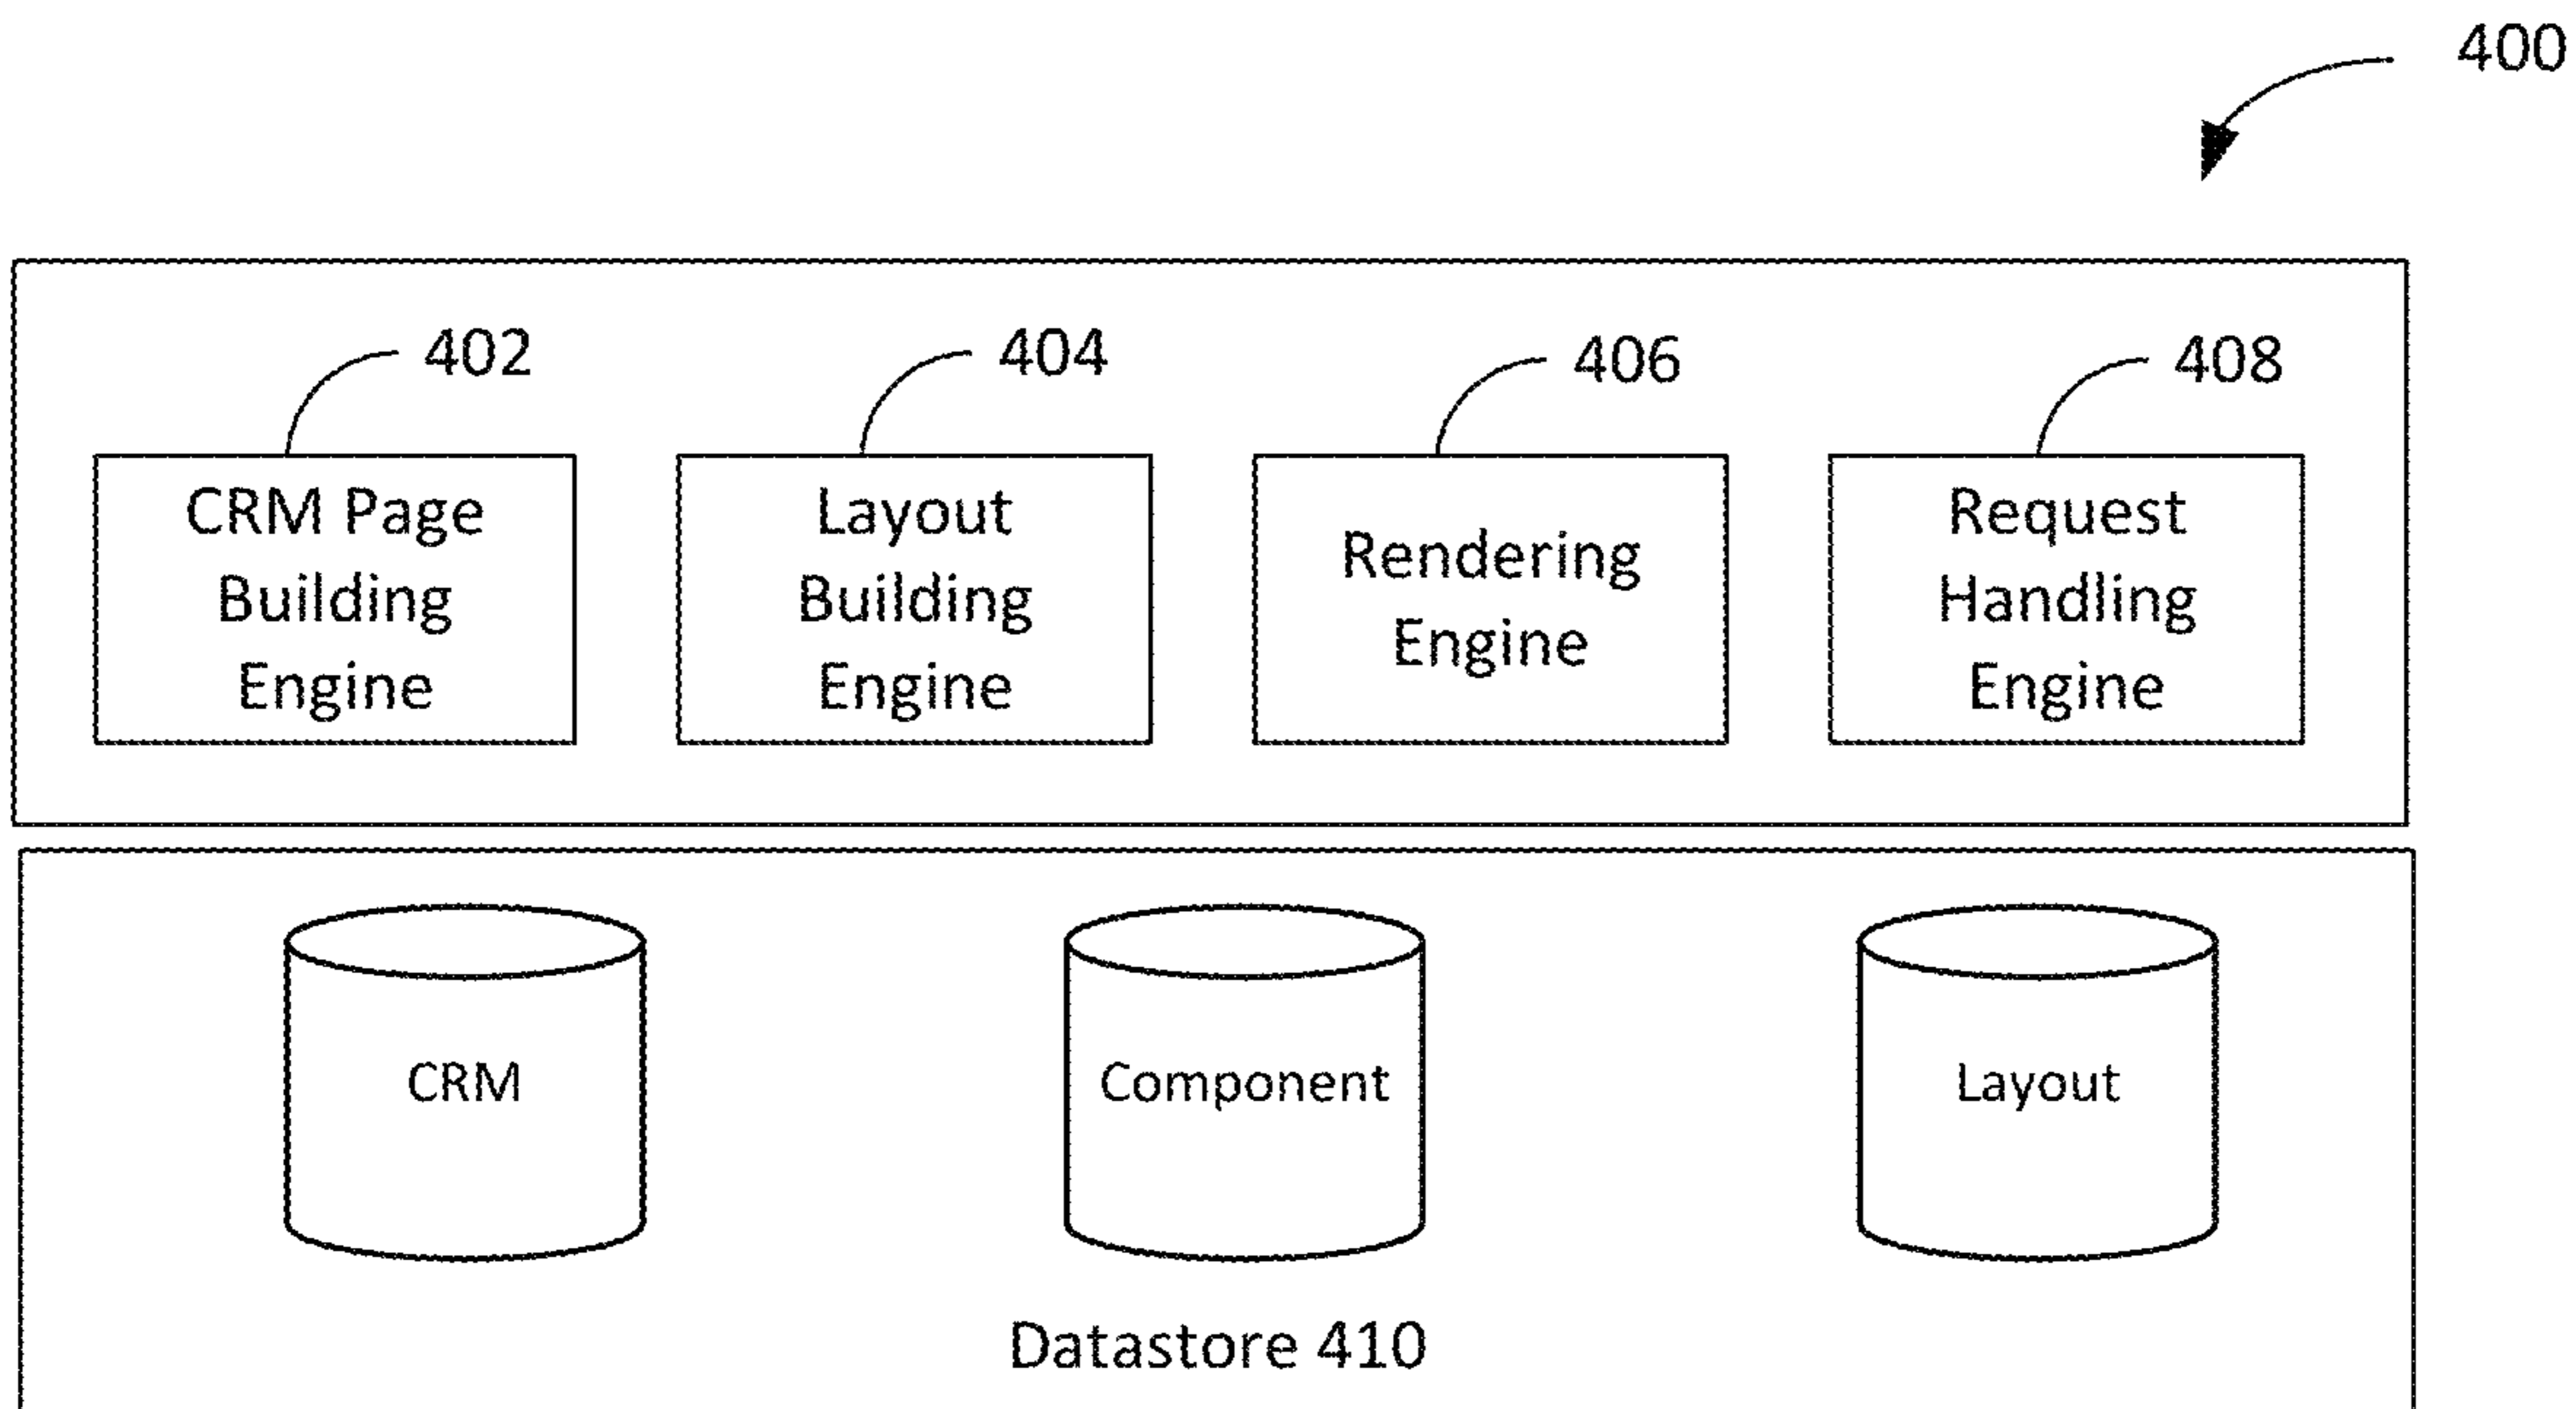 400
402
404
406
408
CRM Page
Building
Engine
Layout
Building
Engine
Rendering
Engine
Request
Handling
Engine
CRM
Component
Layout
Datastore 410